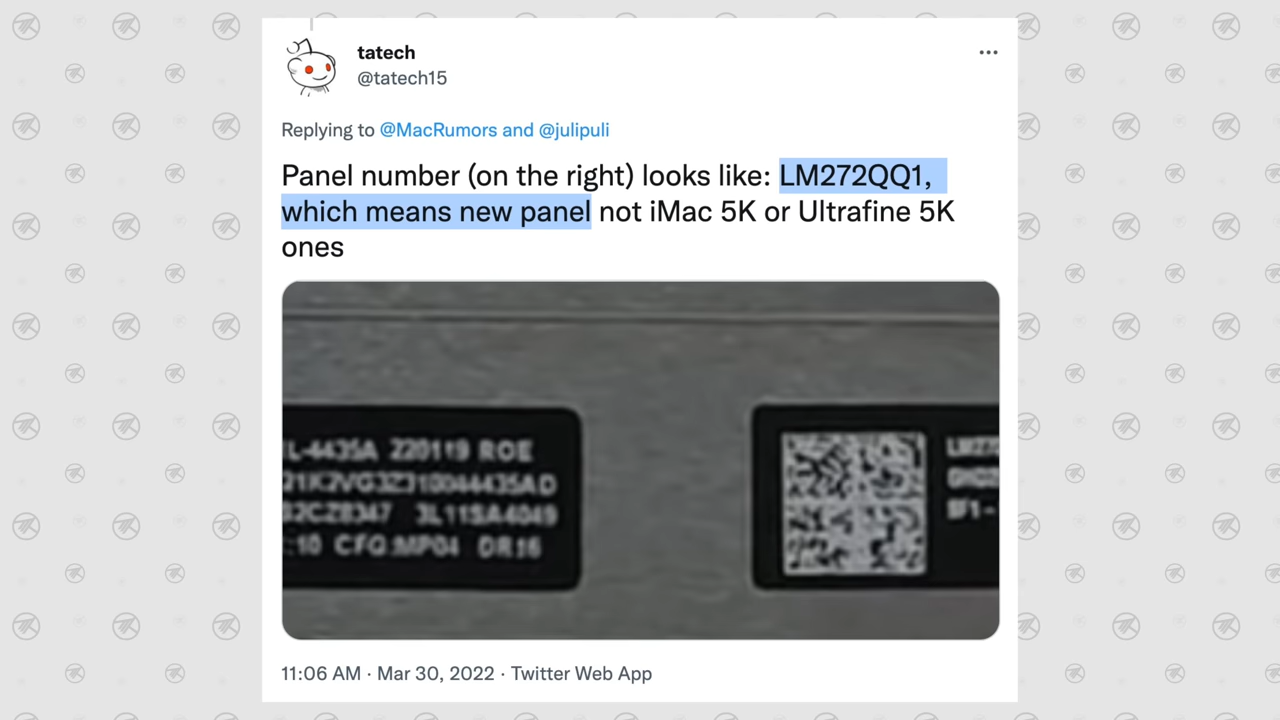 tatech
@tatech15
Replying to @MacRumors and @julipuli
Panel number (on the right) looks like: LM272QQ1,
which means new panel not iMac 5K or Ultrafine 5K
ones
L-4435A 220119 ROE
CFG:MP04 DR16
11:06 AM · Mar 30, 2022 · Twitter Web App